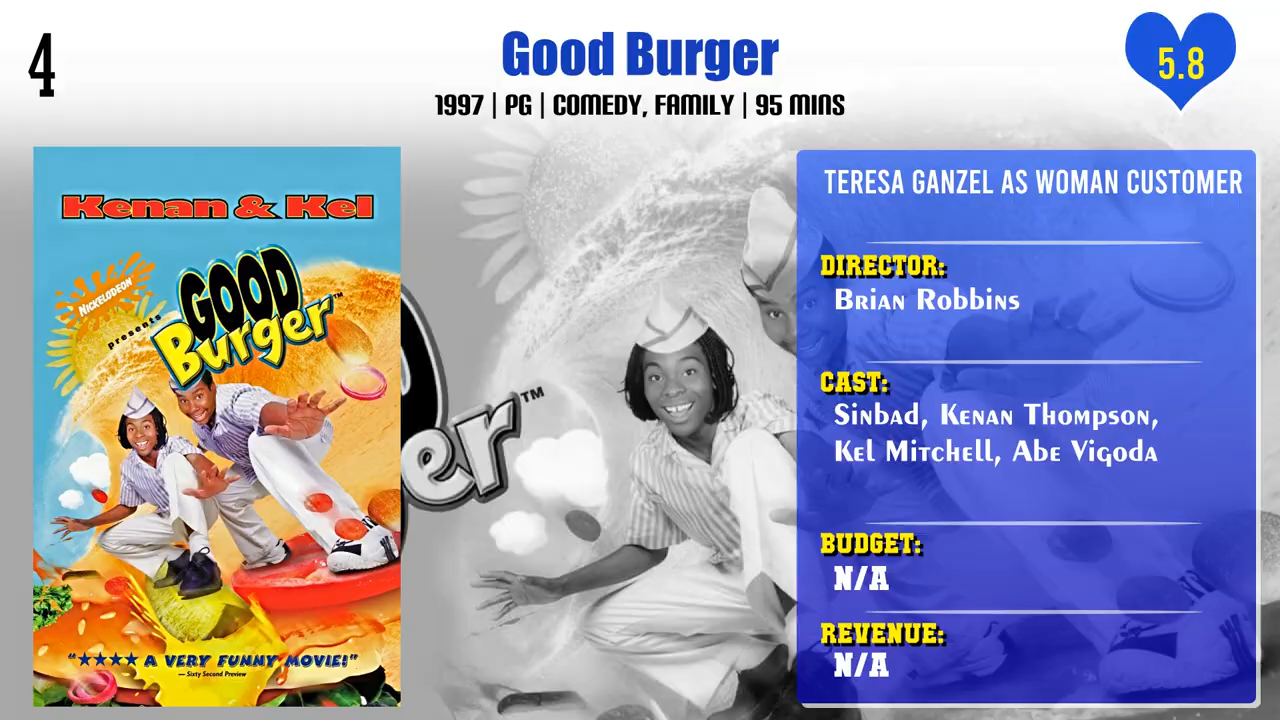 4
Good Burger
1997 | PG | COMEDY, FAMILY | 95 MINS
5.8
Kenan & Kel
NICKELODEON
presents
GOOD
Burger™
"★★★★ A VERY FUNNY MOVIE!"
— Sixty Second Preview
er™
TERESA GANZEL AS WOMAN CUSTOMER
DIRECTOR:
Brian Robbins
CAST:
Sinbad, Kenan Thompson,
Kel Mitchell, Abe Vigoda
BUDGET:
N/A
REVENUE:
N/A